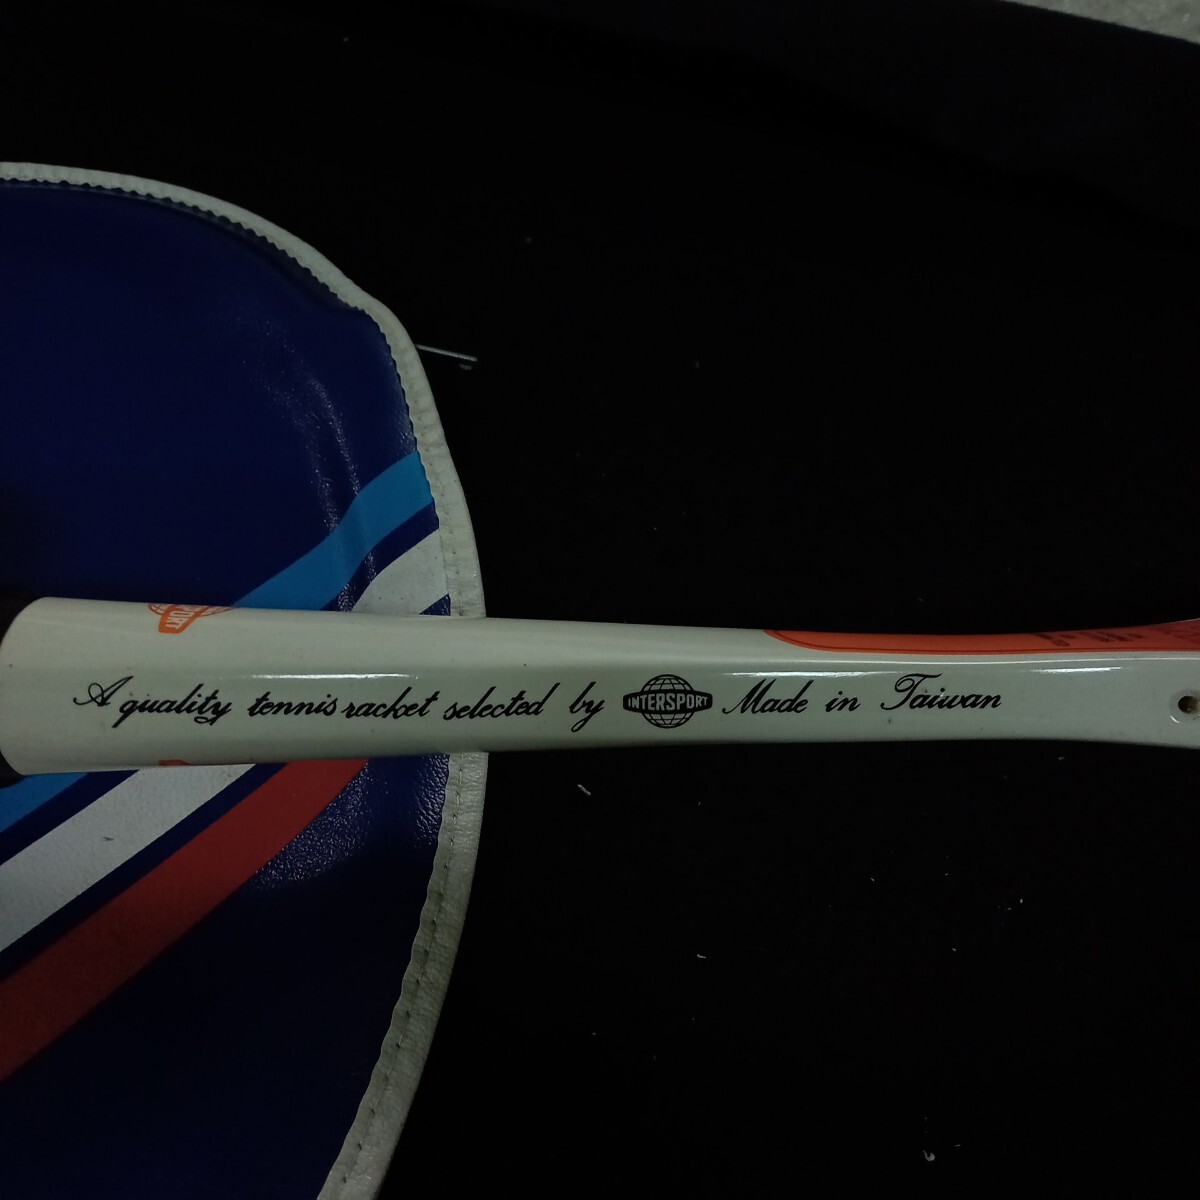 A quality tennis racket selected by INTERSPORT Made in Taiwan